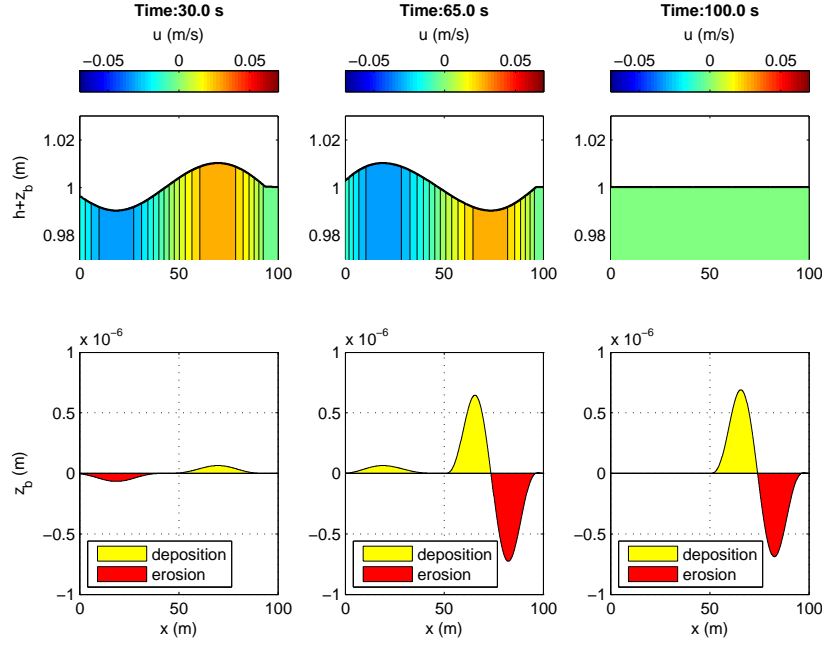 Time:30.0 s
Time:65.0 s
Time:100.0 s
u (m/s)
u (m/s)
u (m/s)
−0.05 0 0.05
−0.05 0 0.05
−0.05 0 0.05
h+z_b (m)
1.02
1
0.98
0 50 100
1.02
1
0.98
0 50 100
1.02
1
0.98
0 50 100
x 10^−6
x 10^−6
x 10^−6
z_b (m)
1
0.5
0
−0.5
−1
deposition
erosion
0 50 100
x (m)
1
0.5
0
−0.5
−1
deposition
erosion
0 50 100
x (m)
1
0.5
0
−0.5
−1
deposition
erosion
0 50 100
x (m)